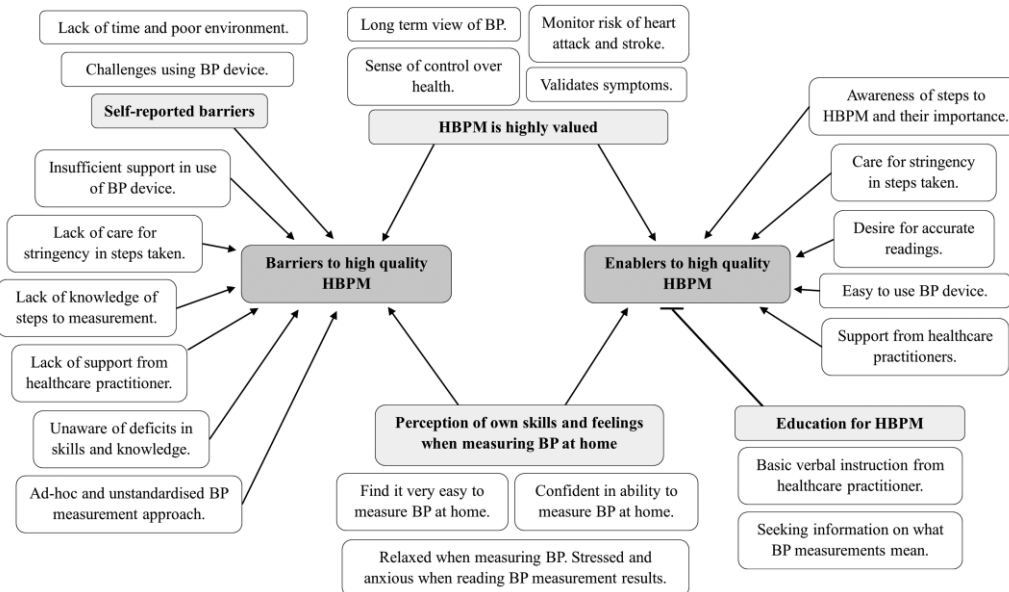 Lack of time and poor environment.
Challenges using BP device.
Self-reported barriers
Long term view of BP.
Monitor risk of heart
attack and stroke.
Sense of control over
health.
Validates symptoms.
HBPM is highly valued
Awareness of steps to
HBPM and their importance.
Care for stringency
in steps taken.
Desire for accurate
readings.
Easy to use BP device.
Support from healthcare
practitioners.
Insufficient support in use
of BP device.
Lack of care for
stringency in steps taken.
Lack of knowledge of
steps to measurement.
Lack of support from
healthcare practitioner.
Unaware of deficits in
skills and knowledge.
Ad-hoc and unstandardised BP
measurement approach.
Barriers to high quality
HBPM
Enablers to high quality
HBPM
Perception of own skills and feelings
when measuring BP at home
Find it very easy to
measure BP at home.
Confident in ability to
measure BP at home.
Relaxed when measuring BP. Stressed and
anxious when reading BP measurement results.
Education for HBPM
Basic verbal instruction from
healthcare practitioner.
Seeking information on what
BP measurements mean.